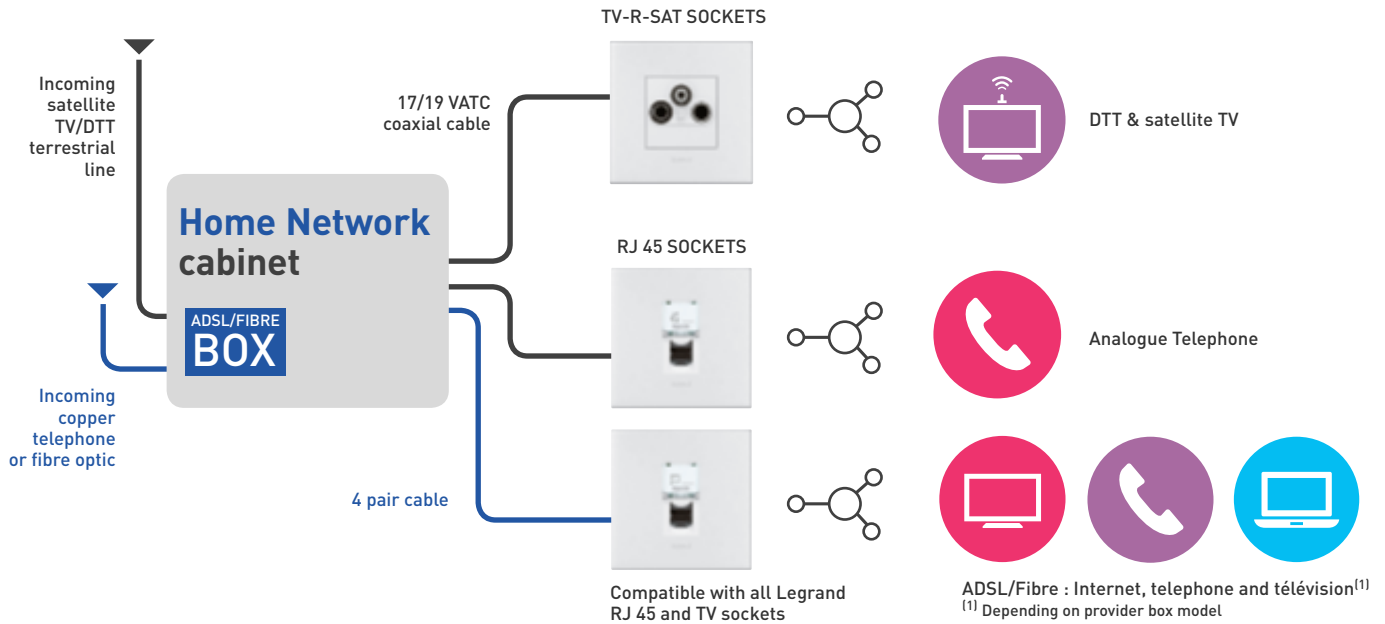 TV-R-SAT SOCKETS
Incoming
satellite
TV/DTT
terrestrial
line
17/19 VATC
coaxial cable
DTT & satellite TV
Home Network
cabinet
ADSL/FIBRE
BOX
RJ 45 SOCKETS
Analogue Telephone
Incoming
copper
telephone
or fibre optic
4 pair cable
Compatible with all Legrand
RJ 45 and TV sockets
ADSL/Fibre : Internet, telephone and télévision(1)
(1) Depending on provider box model